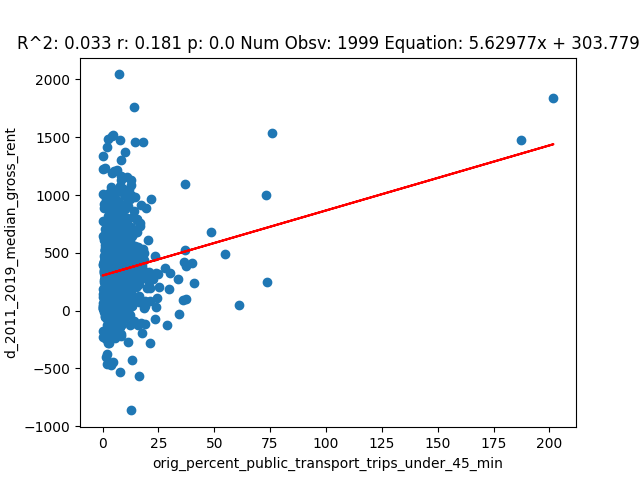 R^2: 0.033 r: 0.181 p: 0.0 Num Obsv: 1999 Equation: 5.62977x + 303.779
d_2011_2019_median_gross_rent
2000
1500
1000
500
0
−500
−1000
0 25 50 75 100 125 150 175 200
orig_percent_public_transport_trips_under_45_min